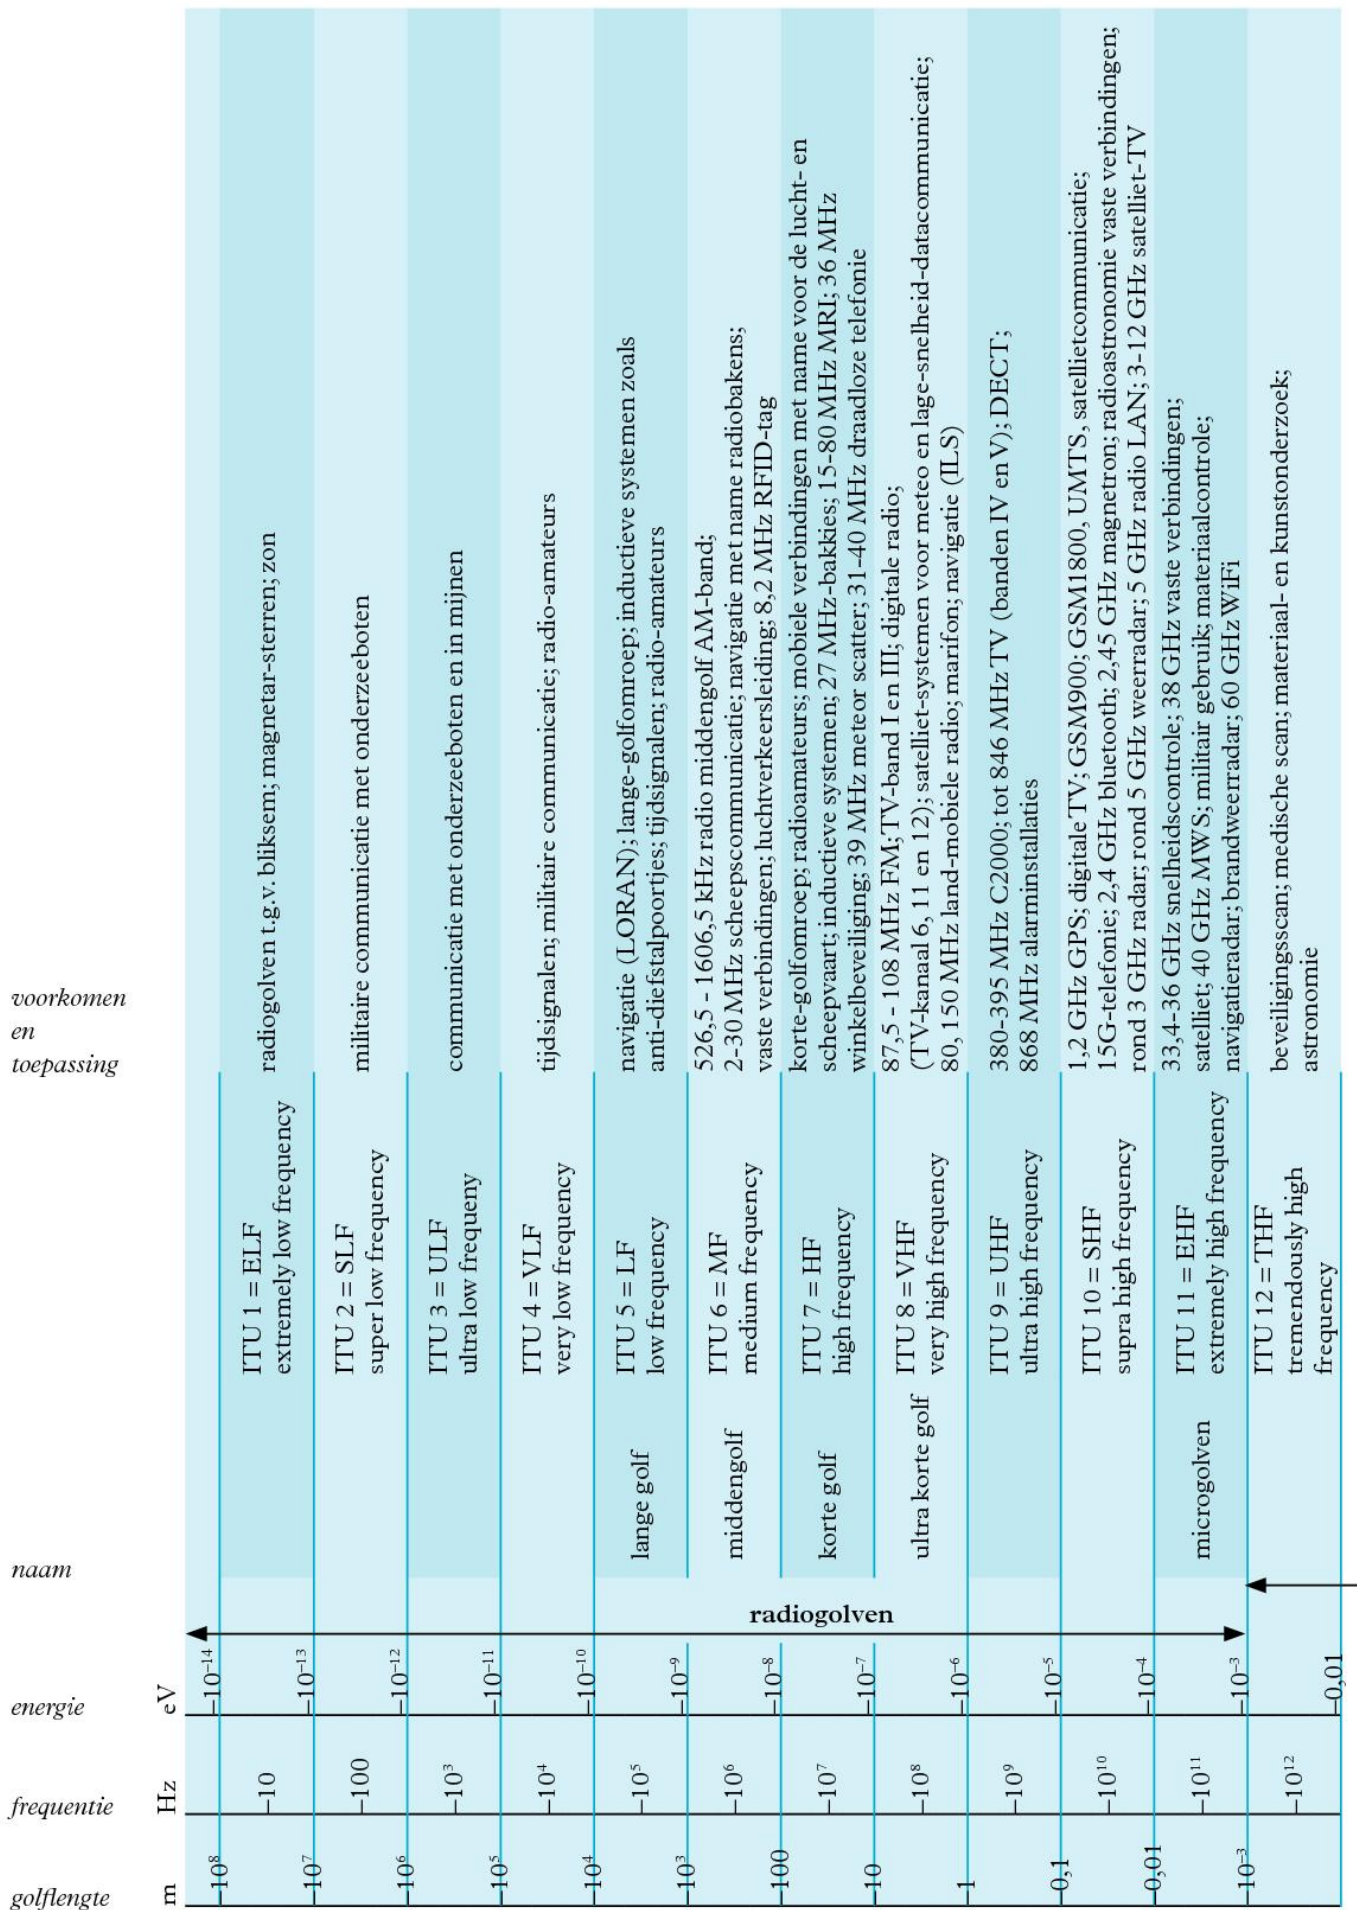 voorkomen
en
toepassing
naam
energie
frequentie
golflengte
eV
Hz
m
radiogolven
10⁻¹⁴
10⁻¹³
10⁻¹²
10⁻¹¹
10⁻¹⁰
10⁻⁹
10⁻⁸
10⁻⁷
10⁻⁶
10⁻⁵
10⁻⁴
10⁻³
0,01
10
100
10³
10⁴
10⁵
10⁶
10⁷
10⁸
10⁹
10¹⁰
10¹¹
10¹²
10⁸
10⁷
10⁶
10⁵
10⁴
10³
100
10
1
0,1
0,01
10⁻³
ITU 1 = ELF
extremely low frequency
radiogolven t.g.v. bliksem; magnetar-sterren; zon
ITU 2 = SLF
super low frequency
militaire communicatie met onderzeeboten
ITU 3 = ULF
ultra low frequeny
communicatie met onderzeeboten en in mijnen
ITU 4 = VLF
very low frequency
tijdsignalen; militaire communicatie; radio-amateurs
lange golf
ITU 5 = LF
low frequency
navigatie (LORAN); lange-golfomroep; inductieve systemen zoals
anti-diefstalpoortjes; tijdsignalen; radio-amateurs
middengolf
ITU 6 = MF
medium frequency
526,5 - 1606,5 kHz radio middengolf AM-band;
2-30 MHz scheepscommunicatie; navigatie met name radiobakens;
vaste verbindingen; luchtverkeersleiding; 8,2 MHz RFID-tag
korte golf
ITU 7 = HF
high frequency
korte-golfomroep; radioamateurs; mobiele verbindingen met name voor de lucht- en
scheepvaart; inductieve systemen; 27 MHz-bakkies; 15-80 MHz MRI; 36 MHz
winkelbeveiliging; 39 MHz meteor scatter; 31-40 MHz draadloze telefonie
ultra korte golf
ITU 8 = VHF
very high frequency
87,5 - 108 MHz FM; TV-band I en III; digitale radio;
(TV-kanaal 6, 11 en 12); satelliet-systemen voor meteo en lage-snelheid-datacommunicatie;
80, 150 MHz land-mobiele radio; marifon; navigatie (ILS)
ITU 9 = UHF
ultra high frequency
380-395 MHz C2000; tot 846 MHz TV (banden IV en V); DECT;
868 MHz alarminstallaties
ITU 10 = SHF
supra high frequency
1,2 GHz GPS; digitale TV; GSM900; GSM1800, UMTS, satellietcommunicatie;
15G-telefonie; 2,4 GHz bluetooth; 2,45 GHz magnetron; radioastronomie vaste verbindingen;
rond 3 GHz radar; rond 5 GHz weerradar; 5 GHz radio LAN; 3-12 GHz satelliet-TV
microgolven
ITU 11 = EHF
extremely high frequency
33,4-36 GHz snelheidscontrole; 38 GHz vaste verbindingen;
satelliet; 40 GHz MWS; militair gebruik; materiaalcontrole;
navigatieradar; brandweerradar; 60 GHz WiFi
ITU 12 = THF
tremendously high
frequency
beveiligingsscan; medische scan; materiaal- en kunstonderzoek;
astronomie